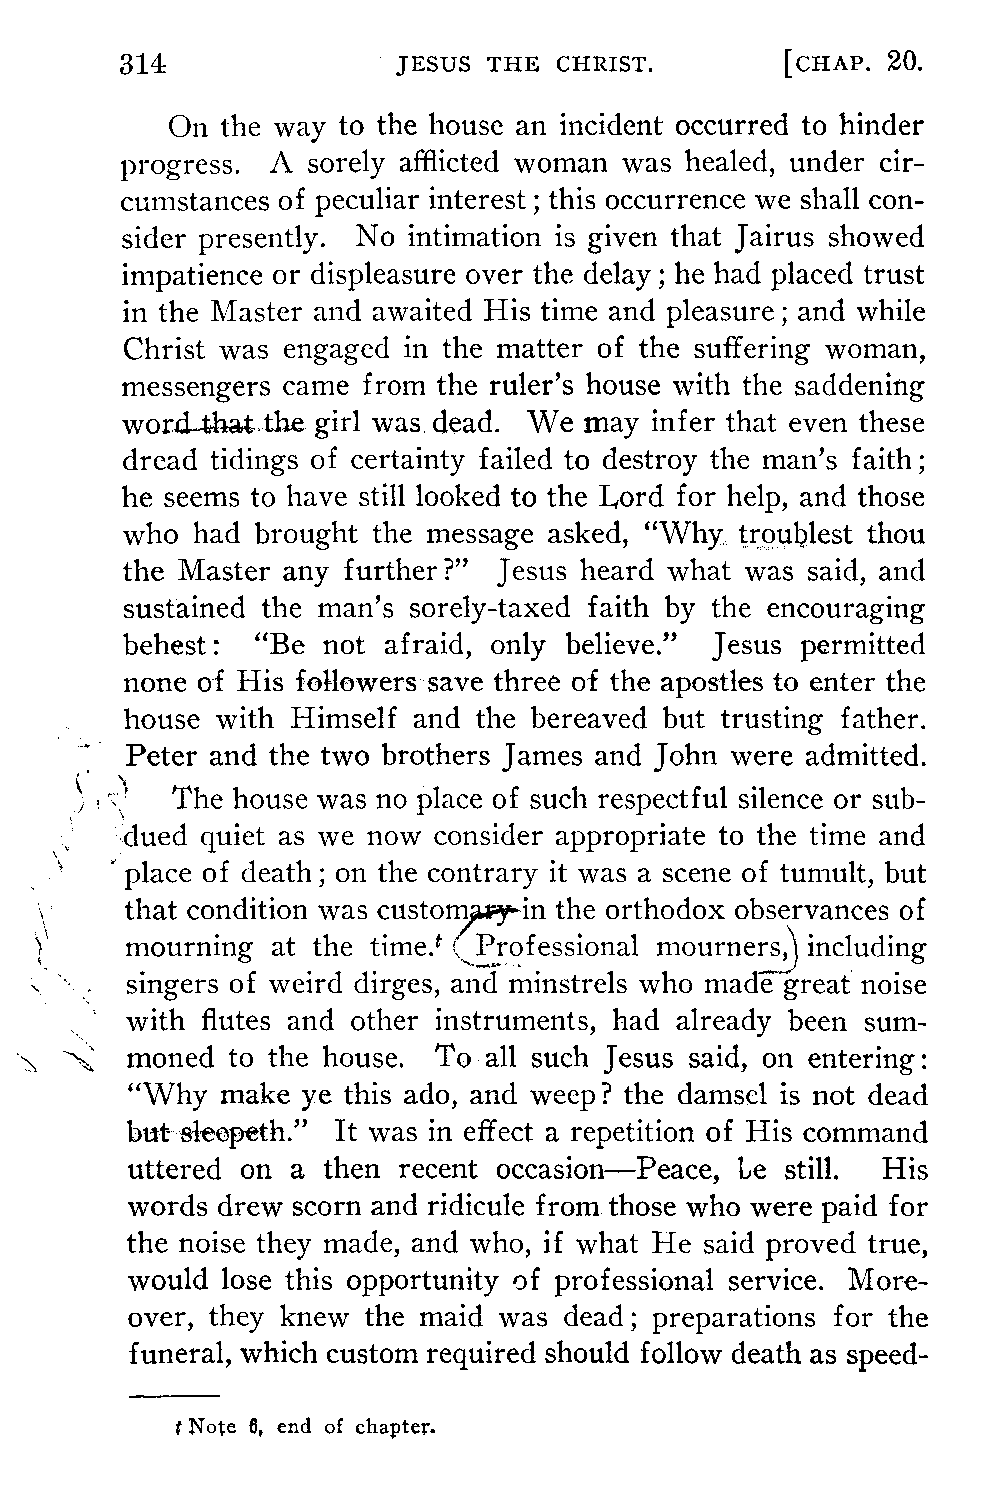 314 JESUS THE CHRIST. [CHAP. 20.
On the way to the house an incident occurred to hinder
progress. A sorely afflicted woman was healed, under cir-
cumstances of peculiar interest; this occurrence we shall con-
sider presently. No intimation is given that Jairus showed
impatience or displeasure over the delay; he had placed trust
in the Master and awaited His time and pleasure; and while
Christ was engaged in the matter of the suffering woman,
messengers came from the ruler's house with the saddening
word that the girl was dead. We may infer that even these
dread tidings of certainty failed to destroy the man's faith;
he seems to have still looked to the Lord for help, and those
who had brought the message asked, "Why troublest thou
the Master any further?" Jesus heard what was said, and
sustained the man's sorely-taxed faith by the encouraging
behest: "Be not afraid, only believe." Jesus permitted
none of His followers save three of the apostles to enter the
house with Himself and the bereaved but trusting father.
Peter and the two brothers James and John were admitted.
The house was no place of such respectful silence or sub-
dued quiet as we now consider appropriate to the time and
place of death; on the contrary it was a scene of tumult, but
that condition was customary in the orthodox observances of
mourning at the time.t (Professional mourners,) including
singers of weird dirges, and minstrels who made great noise
with flutes and other instruments, had already been sum-
moned to the house. To all such Jesus said, on entering:
"Why make ye this ado, and weep? the damsel is not dead
but sleepeth." It was in effect a repetition of His command
uttered on a then recent occasion—Peace, be still. His
words drew scorn and ridicule from those who were paid for
the noise they made, and who, if what He said proved true,
would lose this opportunity of professional service. More-
over, they knew the maid was dead; preparations for the
funeral, which custom required should follow death as speed-
t Note 6, end of chapter.